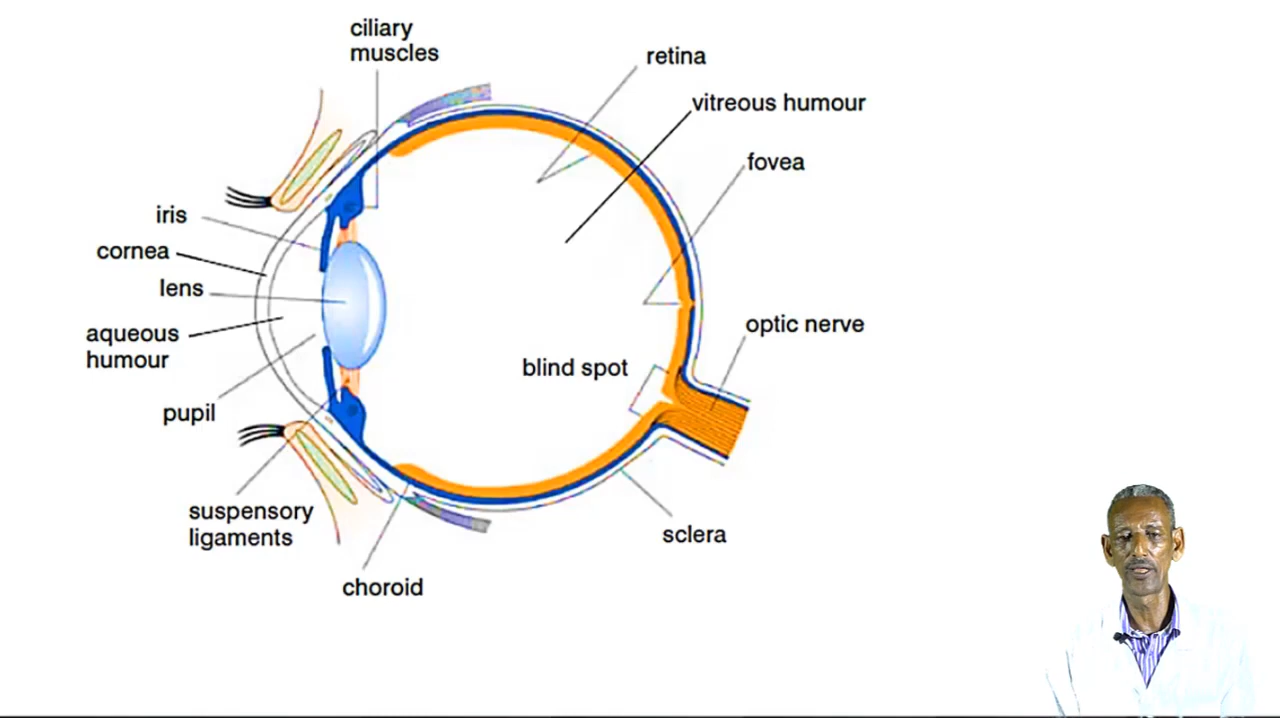 ciliary
muscles
retina
vitreous humour
fovea
iris
cornea
lens
aqueous
humour
pupil
optic nerve
blind spot
suspensory
ligaments
choroid
sclera